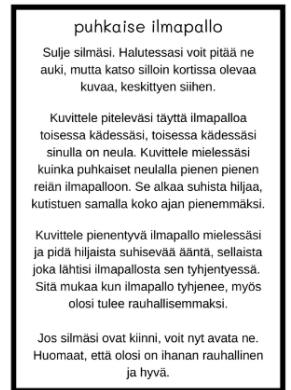 puhkaise ilmapallo
Sulje silmäsi. Halutessasi voit pitää ne
auki, mutta katso silloin kortissa olevaa
kuvaa, keskittyen siihen.
Kuvittele piteleväsi täyttä ilmapalloa
toisessa kädessäsi, toisessa kädessäsi
sinulla on neula. Kuvittele mielessäsi
kuinka puhkaiset neulalla pienen pienen
reiän ilmapalloon. Se alkaa suhista hiljaa,
kutistuen samalla koko ajan pienemmäksi.
Kuvittele pienentyvä ilmapallo mielessäsi
ja pidä hiljaista suhisevaa ääntä, sellaista
joka lähtisi ilmapallosta sen tyhjentyessä.
Sitä mukaa kun ilmapallo tyhjenee, myös
olosi tulee rauhallisemmaksi.
Jos silmäsi ovat kiinni, voit nyt avata ne.
Huomaat, että olosi on ihanan rauhallinen
ja hyvä.